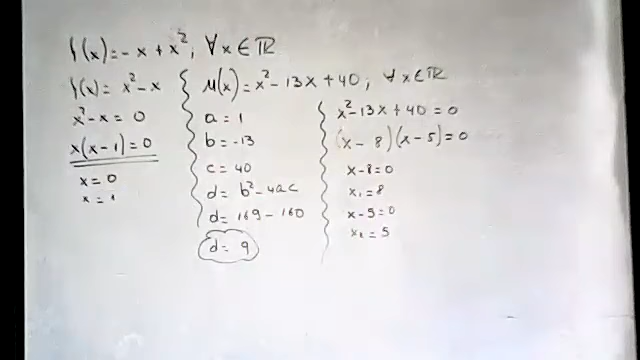 f(x)=-x+x², ∀x∈ℝ
f(x)= x²-x
x²-x=0
x(x-1)=0
x=0
x=1
μ(x)=x²-13x+40, ∀x∈ℝ
a=1
b=-13
c=40
d=b²-4ac
d=169-160
d=9
x²-13x+40=0
(x-8)(x-5)=0
x-8=0
x₁=8
x-5=0
x₂=5